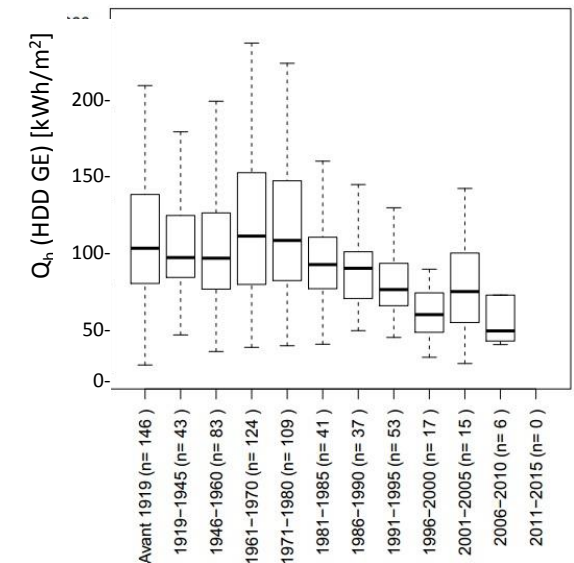 Qh (HDD GE) [kWh/m²]
200-
150-
100-
50-
0-
Avant 1919 (n= 146 )
1919−1945 (n= 43 )
1946−1960 (n= 83 )
1961−1970 (n= 124 )
1971−1980 (n= 109 )
1981−1985 (n= 41 )
1986−1990 (n= 37 )
1991−1995 (n= 53 )
1996−2000 (n= 17 )
2001−2005 (n= 15 )
2006−2010 (n= 6 )
2011−2015 (n= 0 )